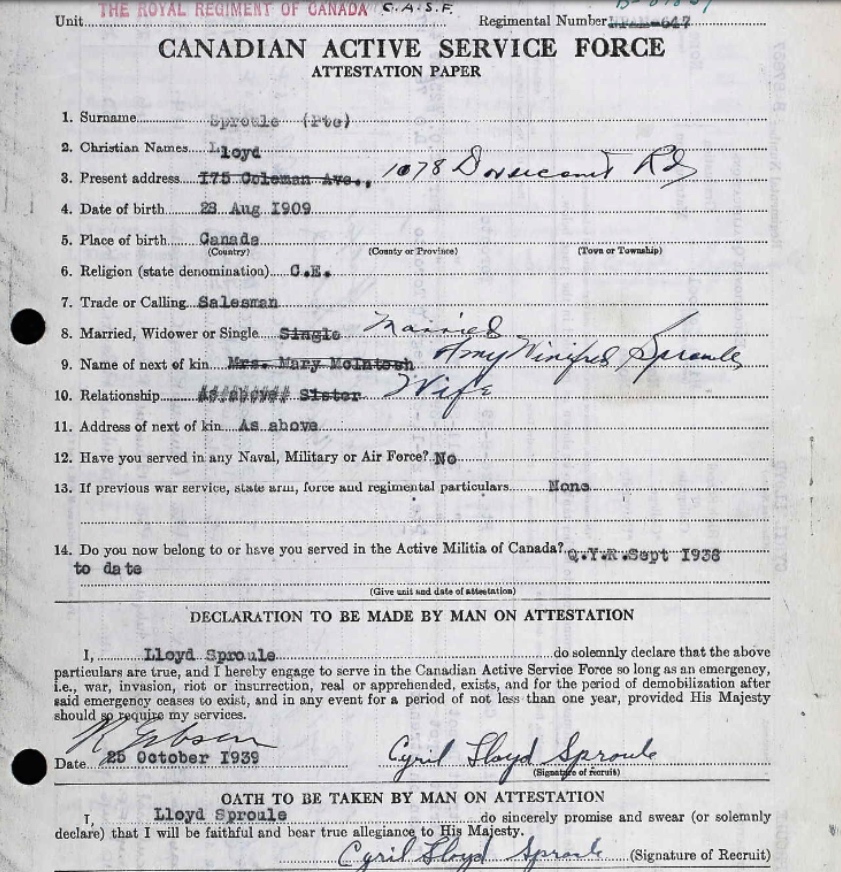 Unit THE ROYAL REGIMENT OF CANADA C.A.S.F. Regimental Number
CANADIAN ACTIVE SERVICE FORCE
ATTESTATION PAPER
1. Surname Sproule (Pte)
2. Christian Names Lloyd
3. Present address 175 Coleman Ave., 1078 Dovercourt Rd
4. Date of birth 28 Aug 1909
5. Place of birth Canada
(Country) (County or Province) (Town or Township)
6. Religion (state denomination) C.E.
7. Trade or Calling Salesman
8. Married, Widower or Single Single Married
9. Name of next of kin Mrs. Mary McIntosh Amy Winifred Sproule
10. Relationship As above Sister Wife
11. Address of next of kin As above
12. Have you served in any Naval, Military or Air Force? No
13. If previous war service, state arm, force and regimental particulars None
14. Do you now belong to or have you served in the Active Militia of Canada? Q.Y.R. Sept 1938
to date
(Give unit and date of attestation)
DECLARATION TO BE MADE BY MAN ON ATTESTATION
I, Lloyd Sproule do solemnly declare that the above
particulars are true, and I hereby engage to serve in the Canadian Active Service Force so long as an emergency,
i.e., war, invasion, riot or insurrection, real or apprehended, exists, and for the period of demobilization after
said emergency ceases to exist, and in any event for a period of not less than one year, provided His Majesty
should so require my services.
R Gibson
Date 25 October 1939 Cyril Lloyd Sproule
(Signature of recruit)
OATH TO BE TAKEN BY MAN ON ATTESTATION
I, Lloyd Sproule do sincerely promise and swear (or solemnly
declare) that I will be faithful and bear true allegiance to His Majesty.
Cyril Lloyd Sproule (Signature of Recruit)